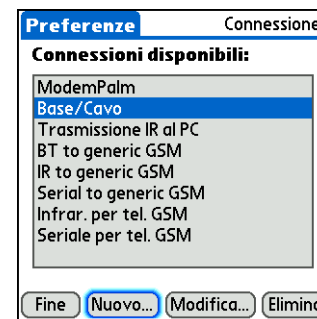 Preferenze Connessione
Connessioni disponibili:
ModemPalm
Base/Cavo
Trasmissione IR al PC
BT to generic GSM
IR to generic GSM
Serial to generic GSM
Infrar. per tel. GSM
Seriale per tel. GSM
Fine Nuovo... Modifica... Elimina